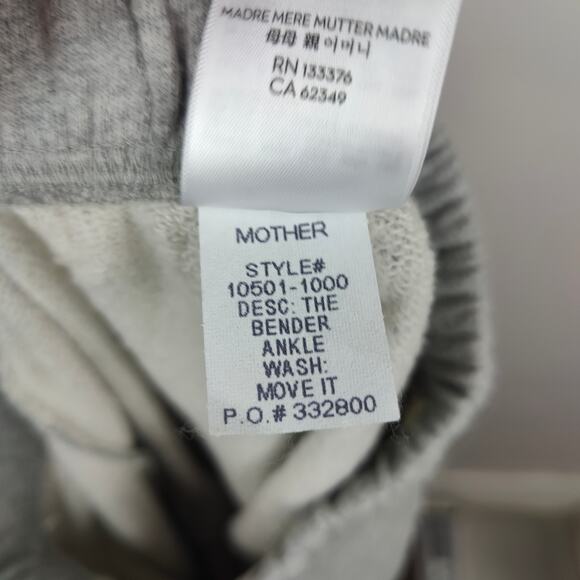 MADRE MERE MUTTER MADRE
母母 親 어머니
RN 133376
CA 62349
MOTHER
STYLE#
10501-1000
DESC: THE
BENDER
ANKLE
WASH:
MOVE IT
P.O.# 332800